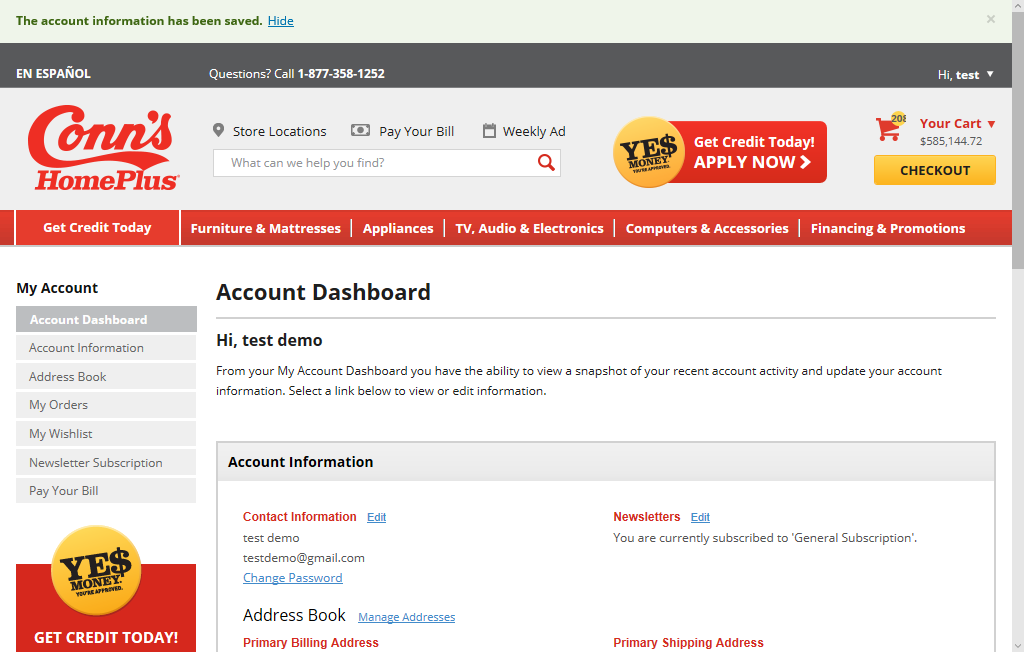 The account information has been saved. Hide
×
EN ESPAÑOL
Questions? Call 1-877-358-1252
Hi, test ▼
Conn's
HomePlus
Store Locations
Pay Your Bill
Weekly Ad
What can we help you find?
YE$
MONEY
YOU'RE APPROVED.
Get Credit Today!
APPLY NOW
208
Your Cart ▼
$585,144.72
CHECKOUT
Get Credit Today
Furniture & Mattresses
Appliances
TV, Audio & Electronics
Computers & Accessories
Financing & Promotions
My Account
Account Dashboard
Account Information
Address Book
My Orders
My Wishlist
Newsletter Subscription
Pay Your Bill
YE$
MONEY
YOU'RE APPROVED.
GET CREDIT TODAY!
Account Dashboard
Hi, test demo
From your My Account Dashboard you have the ability to view a snapshot of your recent account activity and update your account
information. Select a link below to view or edit information.
Account Information
Contact Information Edit
test demo
testdemo@gmail.com
Change Password
Newsletters Edit
You are currently subscribed to 'General Subscription'.
Address Book Manage Addresses
Primary Billing Address
Primary Shipping Address